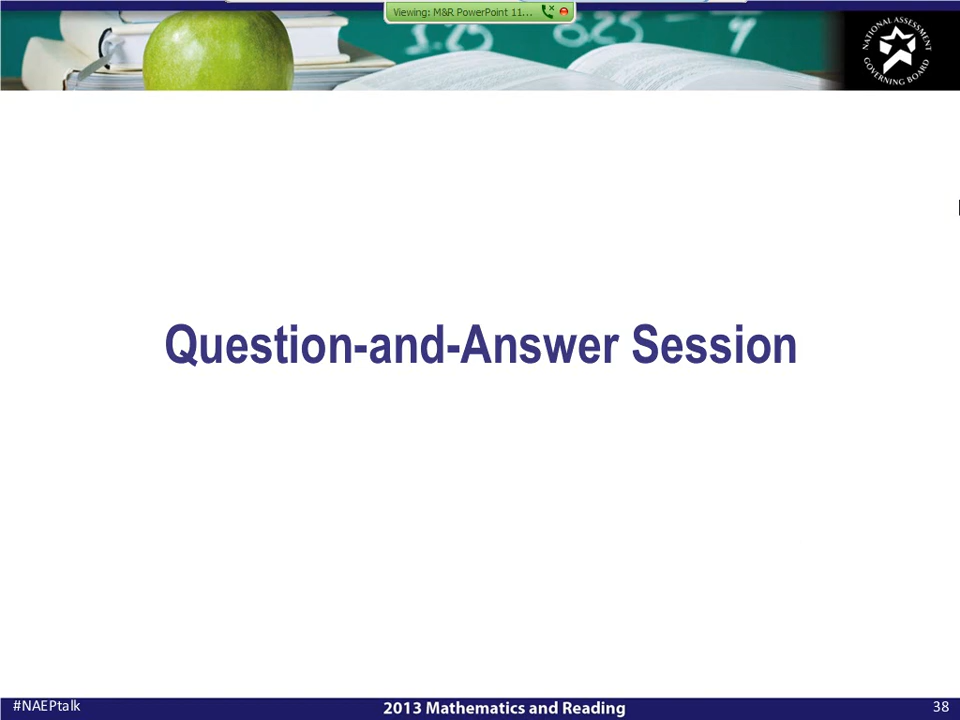 Viewing: M&R PowerPoint 11...
NATIONAL ASSESSMENT
GOVERNING BOARD
Question-and-Answer Session
#NAEPtalk
2013 Mathematics and Reading
38